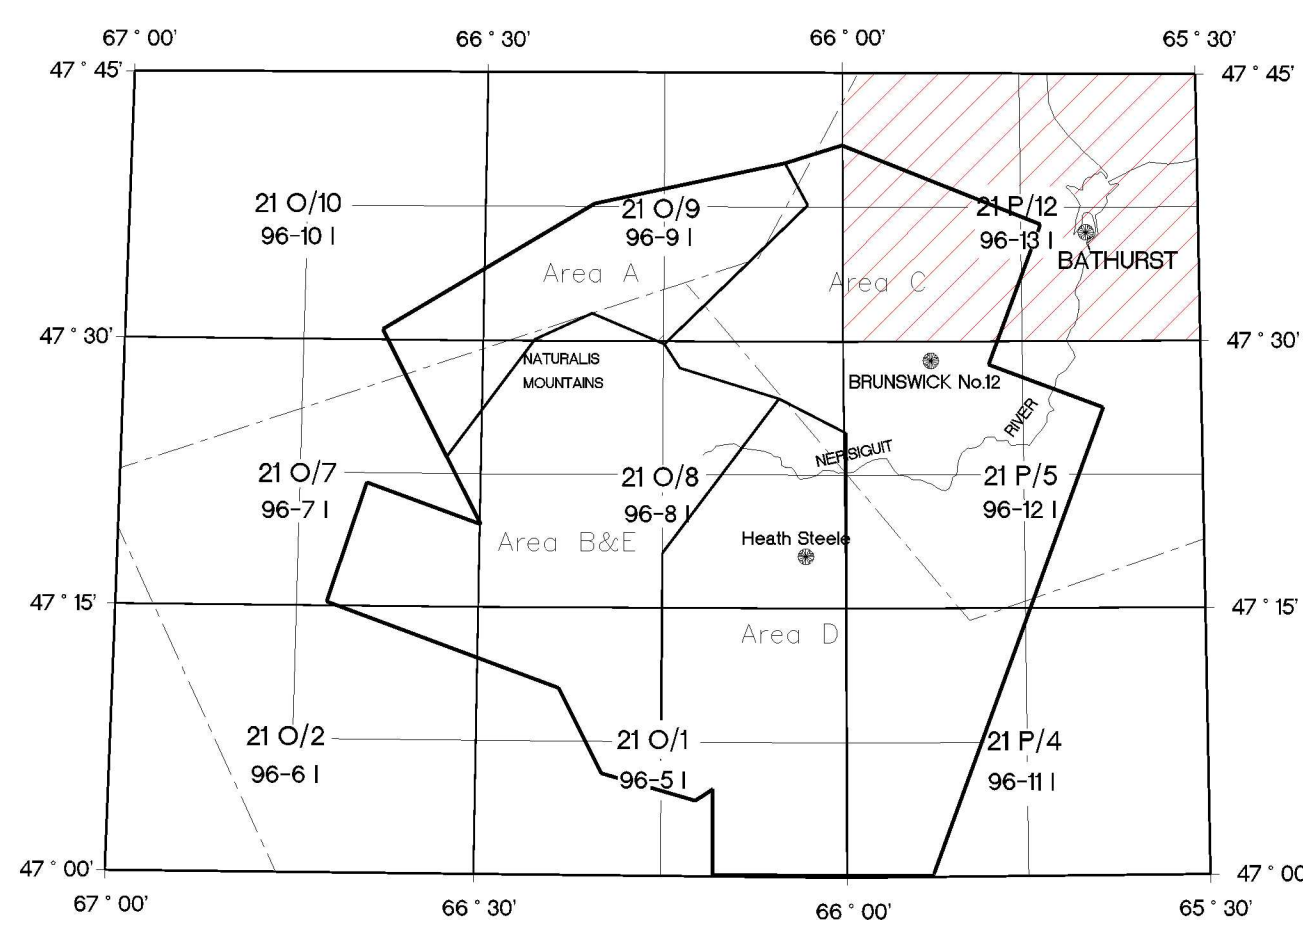 67° 00'
66° 30'
66° 00'
65° 30'
47° 45'
47° 45'
21 O/10
96-10 I
21 O/9
96-9 I
21 P/12
96-13 I
BATHURST
Area A
Area C
47° 30'
47° 30'
NATURALIS
MOUNTAINS
BRUNSWICK No.12
RIVER
NEPISIGUIT
21 O/7
96-7 I
21 O/8
96-8 I
21 P/5
96-12 I
Area B&E
Heath Steele
47° 15'
47° 15'
Area D
21 O/2
96-6 I
21 O/1
96-5 I
21 P/4
96-11 I
47° 00'
47° 00
67° 00'
66° 30'
66° 00'
65° 30'